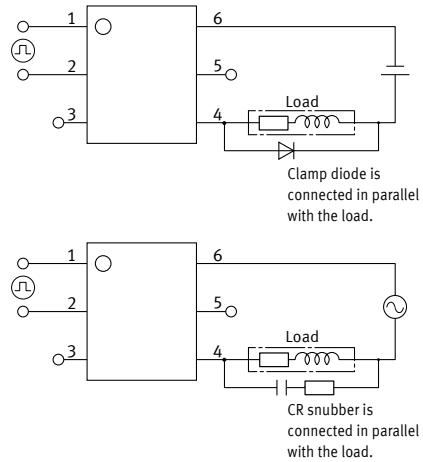 1
6
2
5
3
4
Load
Clamp diode is
connected in parallel
with the load.
1
6
2
5
3
4
Load
CR snubber is
connected in parallel
with the load.